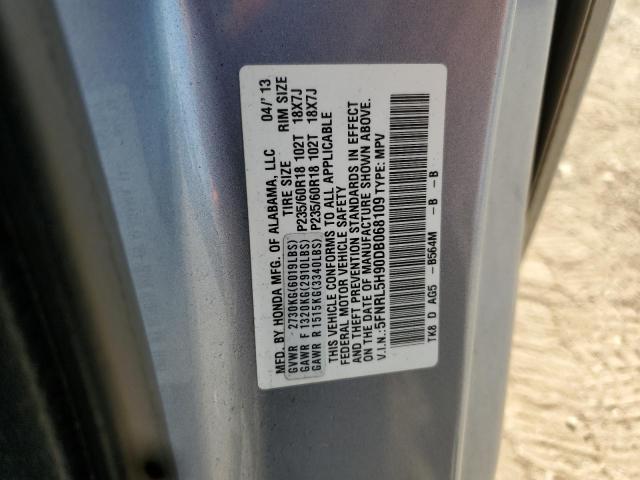 MFD. BY HONDA MFG. OF ALABAMA, LLC 04/'13
TIRE SIZE RIM SIZE
GVWR 2730KG(6019LBS)
GAWR F 1320KG(2910LBS) P235/60R18 102T 18X7J
GAWR R 1515KG(3340LBS) P235/60R18 102T 18X7J
THIS VEHICLE CONFORMS TO ALL APPLICABLE
FEDERAL MOTOR VEHICLE SAFETY
AND THEFT PREVENTION STANDARDS IN EFFECT
ON THE DATE OF MANUFACTURE SHOWN ABOVE.
V.I.N.:5FNRL5H90DB068109 TYPE: MPV
TK8 D AG5 -B564M -B -B